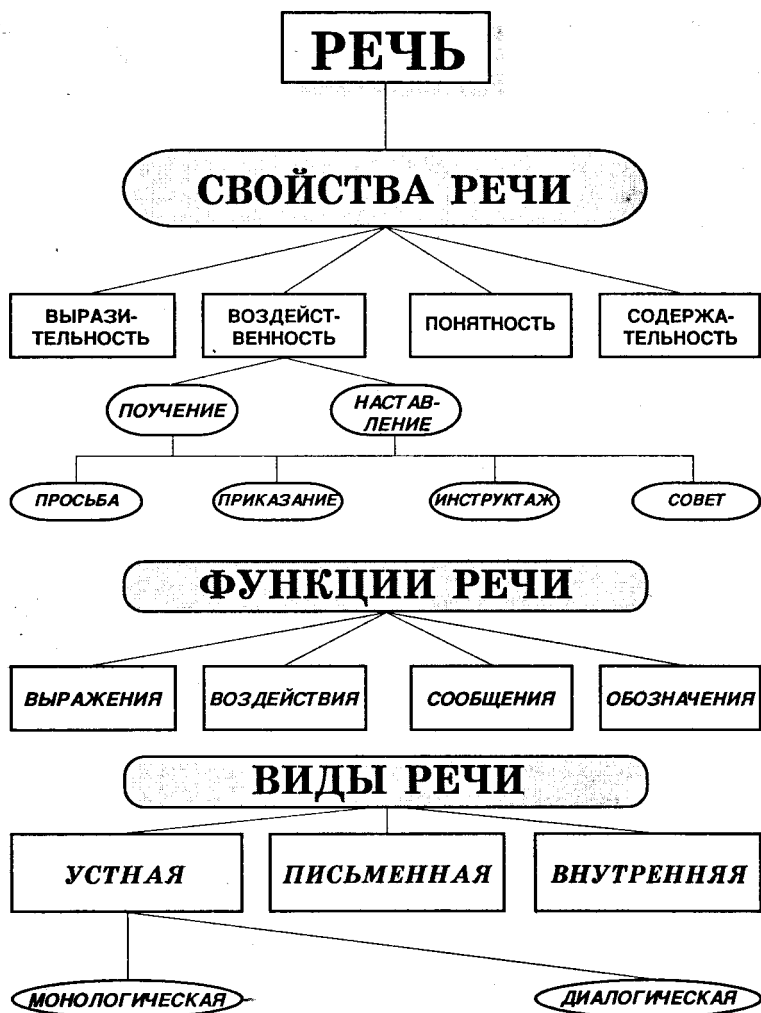 РЕЧЬ
СВОЙСТВА РЕЧИ
ВЫРАЗИ-
ТЕЛЬНОСТЬ
ВОЗДЕЙСТ-
ВЕННОСТЬ
ПОНЯТНОСТЬ
СОДЕРЖА-
ТЕЛЬНОСТЬ
ПОУЧЕНИЕ
НАСТАВ-
ЛЕНИЕ
ПРОСЬБА
ПРИКАЗАНИЕ
ИНСТРУКТАЖ
СОВЕТ
ФУНКЦИИ РЕЧИ
ВЫРАЖЕНИЯ
ВОЗДЕЙСТВИЯ
СООБЩЕНИЯ
ОБОЗНАЧЕНИЯ
ВИДЫ РЕЧИ
УСТНАЯ
ПИСЬМЕННАЯ
ВНУТРЕННЯЯ
МОНОЛОГИЧЕСКАЯ
ДИАЛОГИЧЕСКАЯ